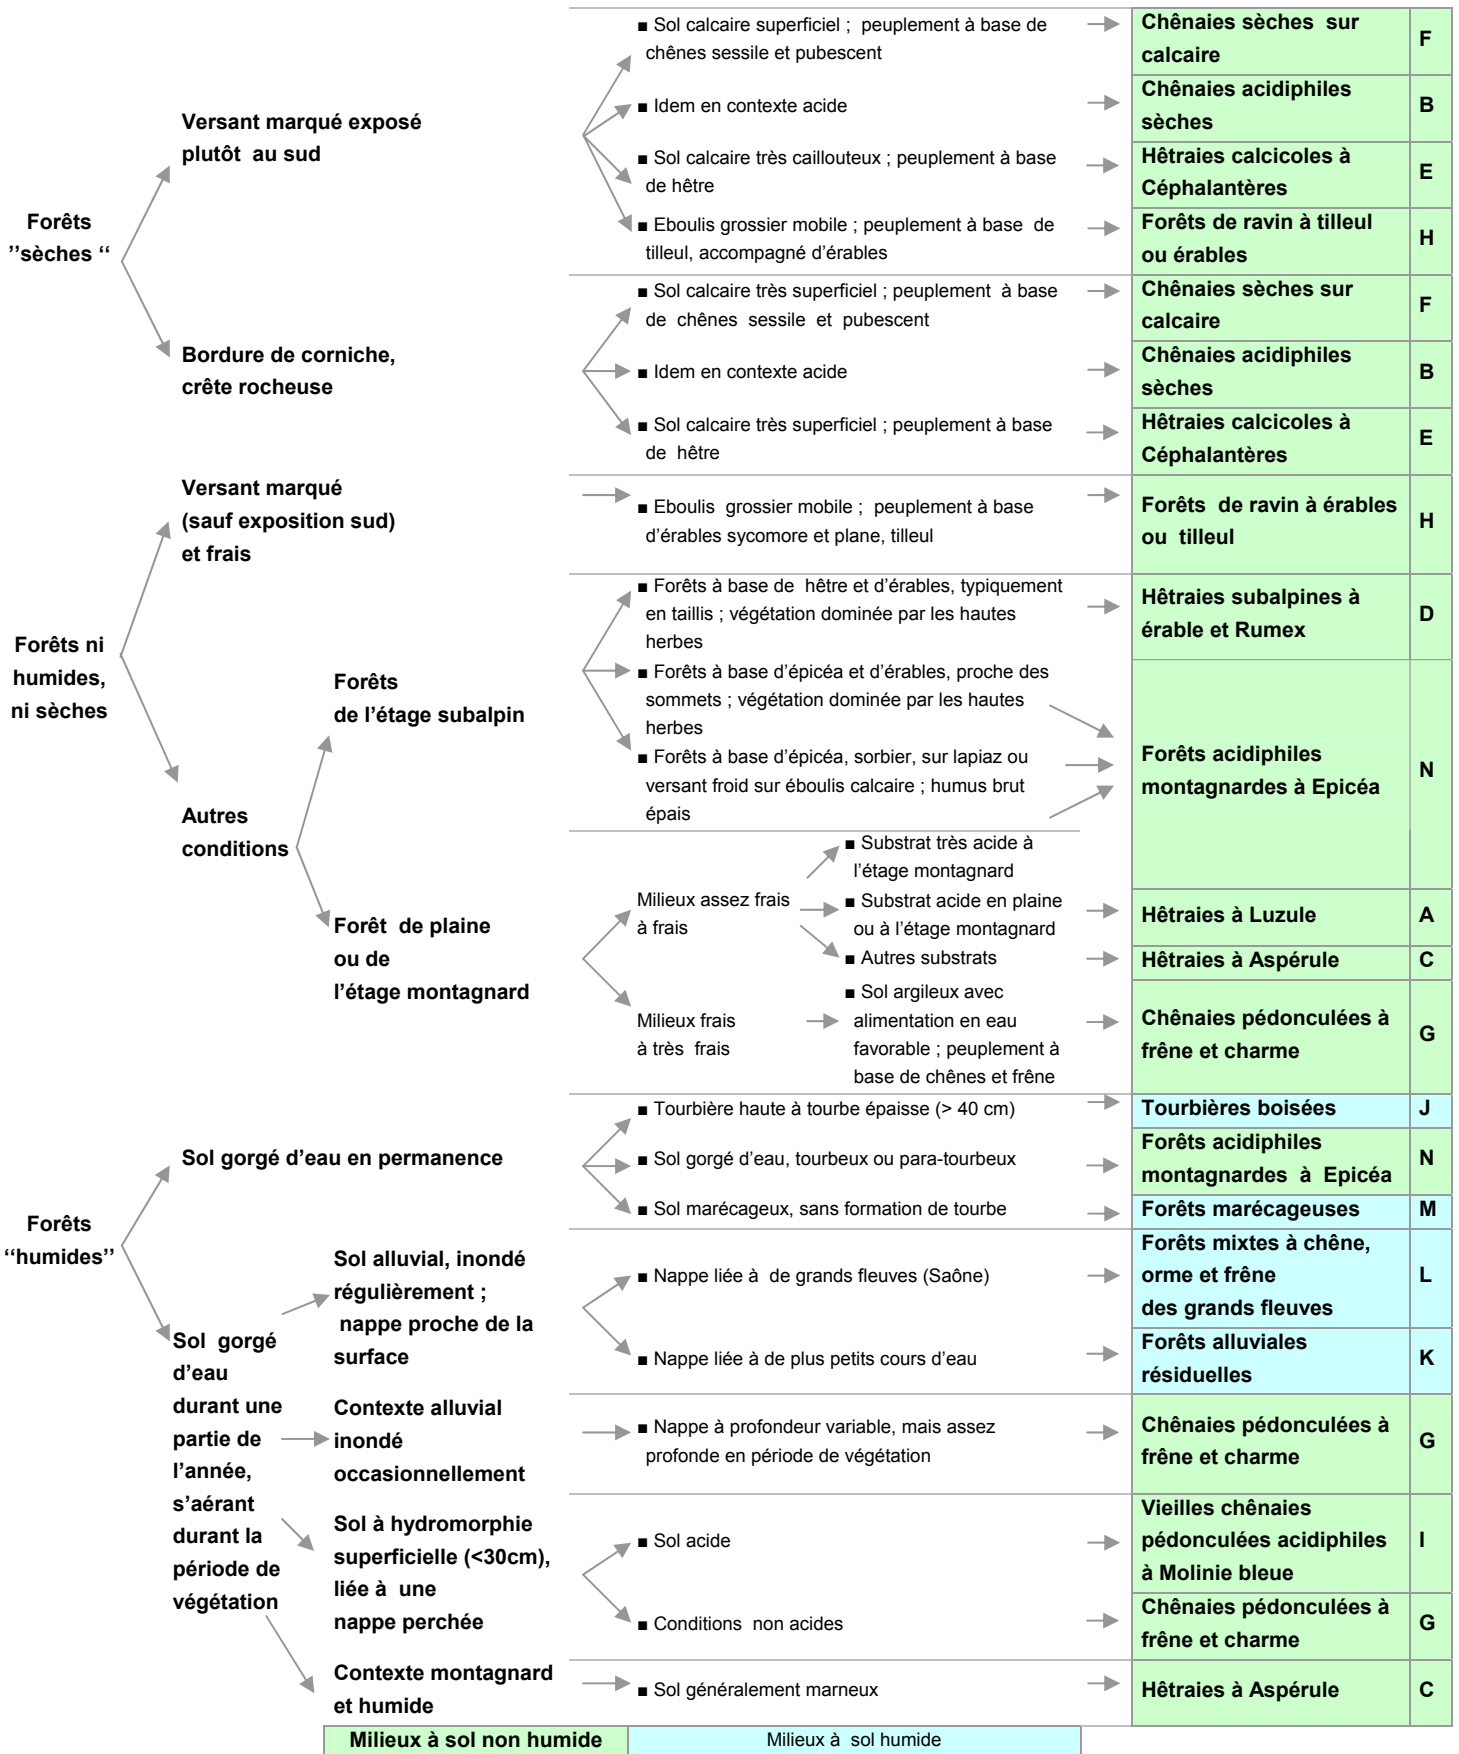 Forêts
’’sèches ‘‘
Versant marqué exposé
plutôt au sud
■ Sol calcaire superficiel ; peuplement à base de
chênes sessile et pubescent
Chênaies sèches sur
calcaire
F
■ Idem en contexte acide
Chênaies acidiphiles
sèches
B
■ Sol calcaire très caillouteux ; peuplement à base
de hêtre
Hêtraies calcicoles à
Céphalantères
E
■ Eboulis grossier mobile ; peuplement à base de
tilleul, accompagné d’érables
Forêts de ravin à tilleul
ou érables
H
Bordure de corniche,
crête rocheuse
■ Sol calcaire très superficiel ; peuplement à base
de chênes sessile et pubescent
Chênaies sèches sur
calcaire
F
■ Idem en contexte acide
Chênaies acidiphiles
sèches
B
■ Sol calcaire très superficiel ; peuplement à base
de hêtre
Hêtraies calcicoles à
Céphalantères
E
Forêts ni
humides,
ni sèches
Versant marqué
(sauf exposition sud)
et frais
■ Eboulis grossier mobile ; peuplement à base
d’érables sycomore et plane, tilleul
Forêts de ravin à érables
ou tilleul
H
Autres
conditions
Forêts
de l’étage subalpin
■ Forêts à base de hêtre et d’érables, typiquement
en taillis ; végétation dominée par les hautes
herbes
Hêtraies subalpines à
érable et Rumex
D
■ Forêts à base d’épicéa et d’érables, proche des
sommets ; végétation dominée par les hautes
herbes
■ Forêts à base d’épicéa, sorbier, sur lapiaz ou
versant froid sur éboulis calcaire ; humus brut
épais
Forêts acidiphiles
montagnardes à Epicéa
N
Forêt de plaine
ou de
l’étage montagnard
Milieux assez frais
à frais
■ Substrat très acide à
l’étage montagnard
■ Substrat acide en plaine
ou à l’étage montagnard
Hêtraies à Luzule
A
■ Autres substrats
Hêtraies à Aspérule
C
Milieux frais
à très frais
■ Sol argileux avec
alimentation en eau
favorable ; peuplement à
base de chênes et frêne
Chênaies pédonculées à
frêne et charme
G
Forêts
‘‘humides’’
Sol gorgé d’eau en permanence
■ Tourbière haute à tourbe épaisse (> 40 cm)
Tourbières boisées
J
■ Sol gorgé d’eau, tourbeux ou para-tourbeux
Forêts acidiphiles
montagnardes à Epicéa
N
■ Sol marécageux, sans formation de tourbe
Forêts marécageuses
M
Sol gorgé
d’eau
durant une
partie de
l’année,
s’aérant
durant la
période de
végétation
Sol alluvial, inondé
régulièrement ;
nappe proche de la
surface
■ Nappe liée à de grands fleuves (Saône)
Forêts mixtes à chêne,
orme et frêne
des grands fleuves
L
■ Nappe liée à de plus petits cours d’eau
Forêts alluviales
résiduelles
K
Contexte alluvial
inondé
occasionnellement
■ Nappe à profondeur variable, mais assez
profonde en période de végétation
Chênaies pédonculées à
frêne et charme
G
Sol à hydromorphie
superficielle (<30cm),
liée à une
nappe perchée
■ Sol acide
Vieilles chênaies
pédonculées acidiphiles
à Molinie bleue
I
■ Conditions non acides
Chênaies pédonculées à
frêne et charme
G
Contexte montagnard
et humide
■ Sol généralement marneux
Hêtraies à Aspérule
C
Milieux à sol non humide
Milieux à sol humide